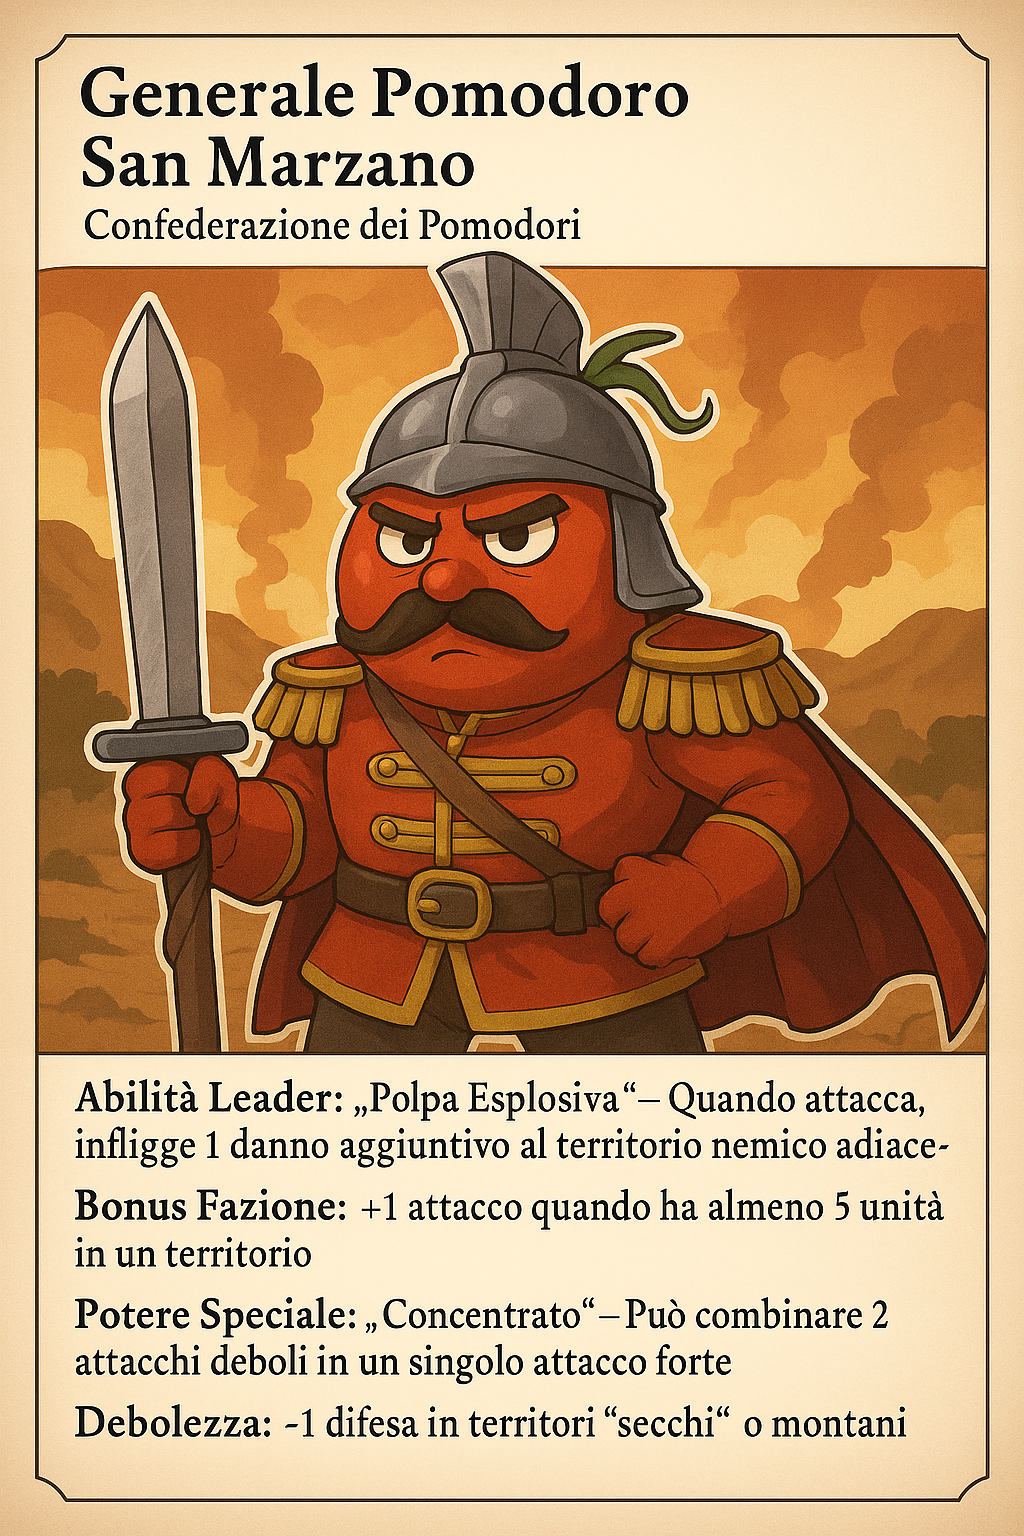 Generale Pomodoro
San Marzano
Confederazione dei Pomodori
Abilità Leader: „Polpa Esplosiva“– Quando attacca,
infligge 1 danno aggiuntivo al territorio nemico adiace-
Bonus Fazione: +1 attacco quando ha almeno 5 unità
in un territorio
Potere Speciale: „Concentrato“–Può combinare 2
attacchi deboli in un singolo attacco forte
Debolezza: -1 difesa in territori “secchi“ o montani